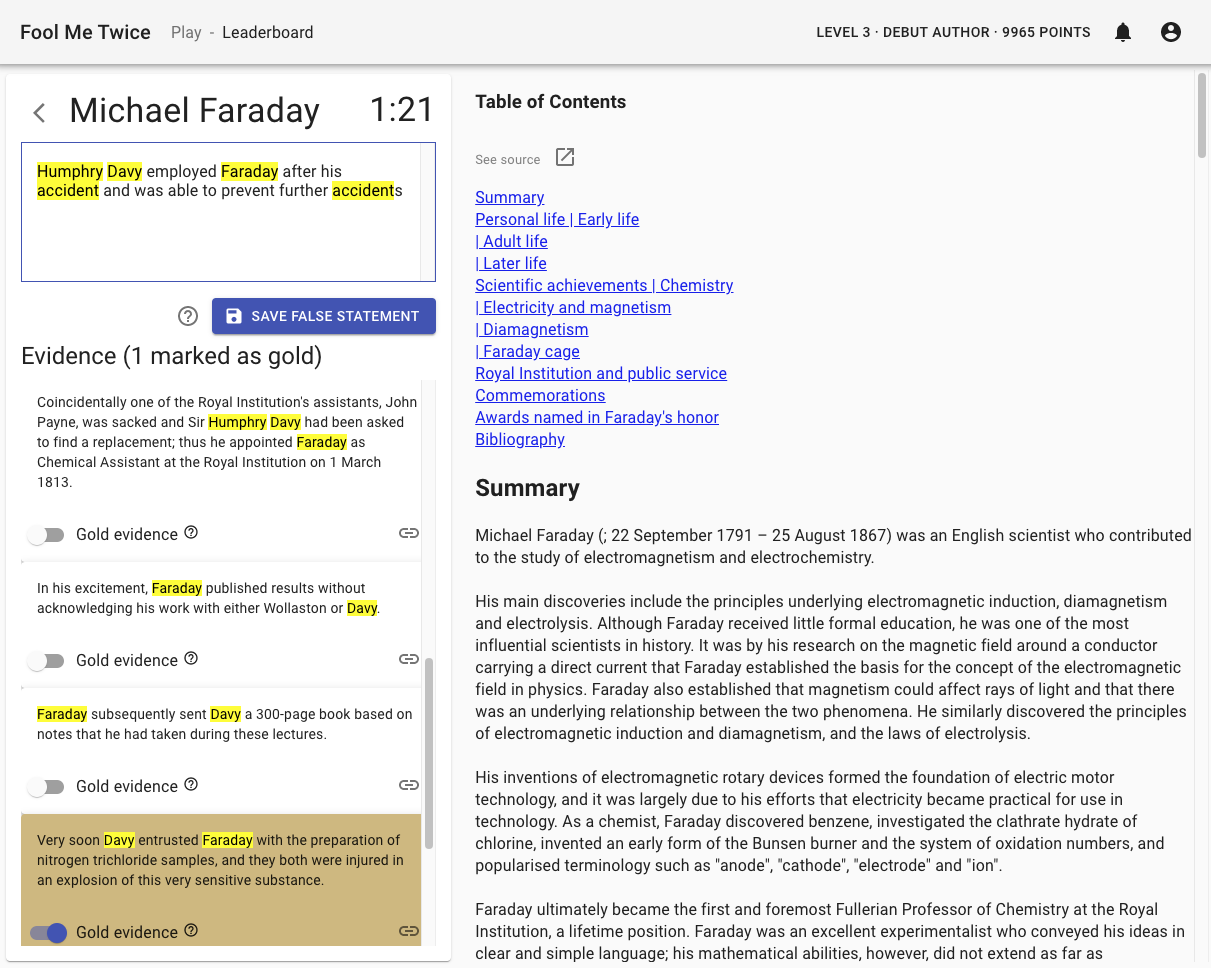 Fool Me Twice Play - Leaderboard LEVEL 3 · DEBUT AUTHOR · 9965 POINTS
Michael Faraday 1:21
Humphry Davy employed Faraday after his
accident and was able to prevent further accidents
SAVE FALSE STATEMENT
Evidence (1 marked as gold)
Coincidentally one of the Royal Institution's assistants, John
Payne, was sacked and Sir Humphry Davy had been asked
to find a replacement; thus he appointed Faraday as
Chemical Assistant at the Royal Institution on 1 March
1813.
Gold evidence
In his excitement, Faraday published results without
acknowledging his work with either Wollaston or Davy.
Gold evidence
Faraday subsequently sent Davy a 300-page book based on
notes that he had taken during these lectures.
Gold evidence
Very soon Davy entrusted Faraday with the preparation of
nitrogen trichloride samples, and they both were injured in
an explosion of this very sensitive substance.
Gold evidence
Table of Contents
See source
Summary
Personal life | Early life
| Adult life
| Later life
Scientific achievements | Chemistry
| Electricity and magnetism
| Diamagnetism
| Faraday cage
Royal Institution and public service
Commemorations
Awards named in Faraday's honor
Bibliography
Summary
Michael Faraday (; 22 September 1791 – 25 August 1867) was an English scientist who contributed
to the study of electromagnetism and electrochemistry.
His main discoveries include the principles underlying electromagnetic induction, diamagnetism
and electrolysis. Although Faraday received little formal education, he was one of the most
influential scientists in history. It was by his research on the magnetic field around a conductor
carrying a direct current that Faraday established the basis for the concept of the electromagnetic
field in physics. Faraday also established that magnetism could affect rays of light and that there
was an underlying relationship between the two phenomena. He similarly discovered the principles
of electromagnetic induction and diamagnetism, and the laws of electrolysis.
His inventions of electromagnetic rotary devices formed the foundation of electric motor
technology, and it was largely due to his efforts that electricity became practical for use in
technology. As a chemist, Faraday discovered benzene, investigated the clathrate hydrate of
chlorine, invented an early form of the Bunsen burner and the system of oxidation numbers, and
popularised terminology such as "anode", "cathode", "electrode" and "ion".
Faraday ultimately became the first and foremost Fullerian Professor of Chemistry at the Royal
Institution, a lifetime position. Faraday was an excellent experimentalist who conveyed his ideas in
clear and simple language; his mathematical abilities, however, did not extend as far as